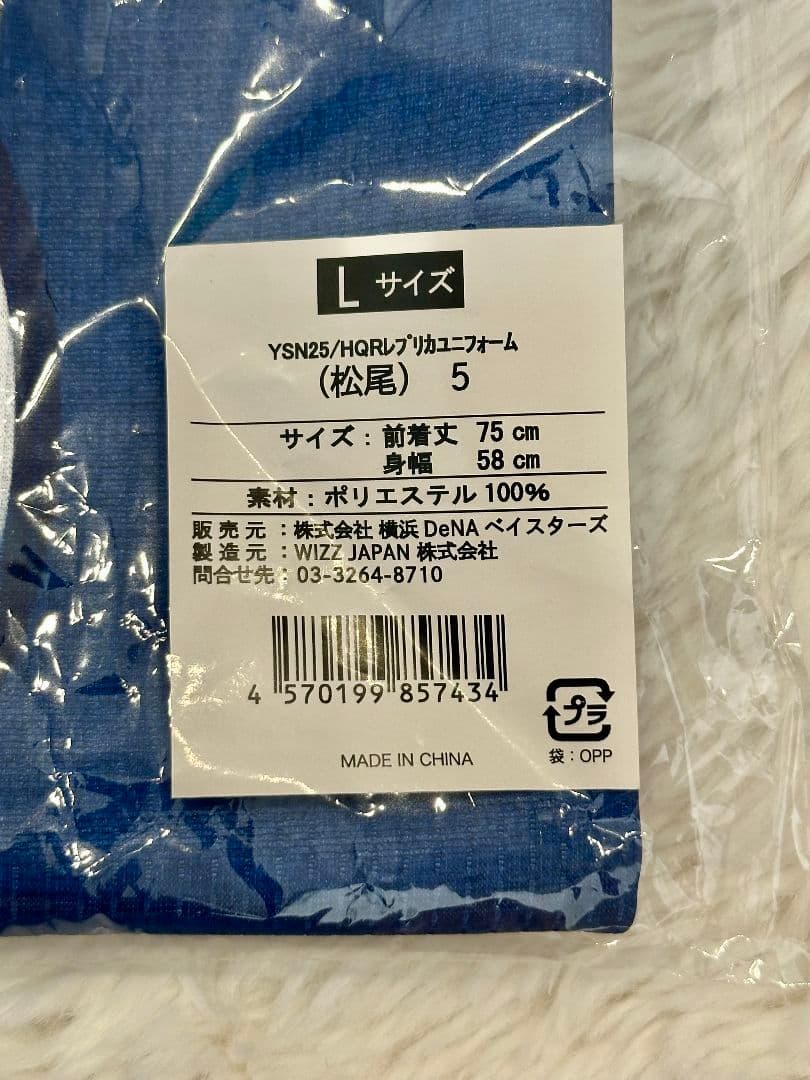 L サイズ
YSN25/HQRﾚﾌﾟﾘｶﾕﾆﾌｫｰﾑ
(松尾) 5
サイズ：前着丈 75 cm
身幅 58 cm
素材：ポリエステル 100%
販売元：株式会社 横浜 DeNA ベイスターズ
製造元：WIZZ JAPAN 株式会社
問合せ先：03-3264-8710
4 570199 857434
プラ
袋：OPP
MADE IN CHINA